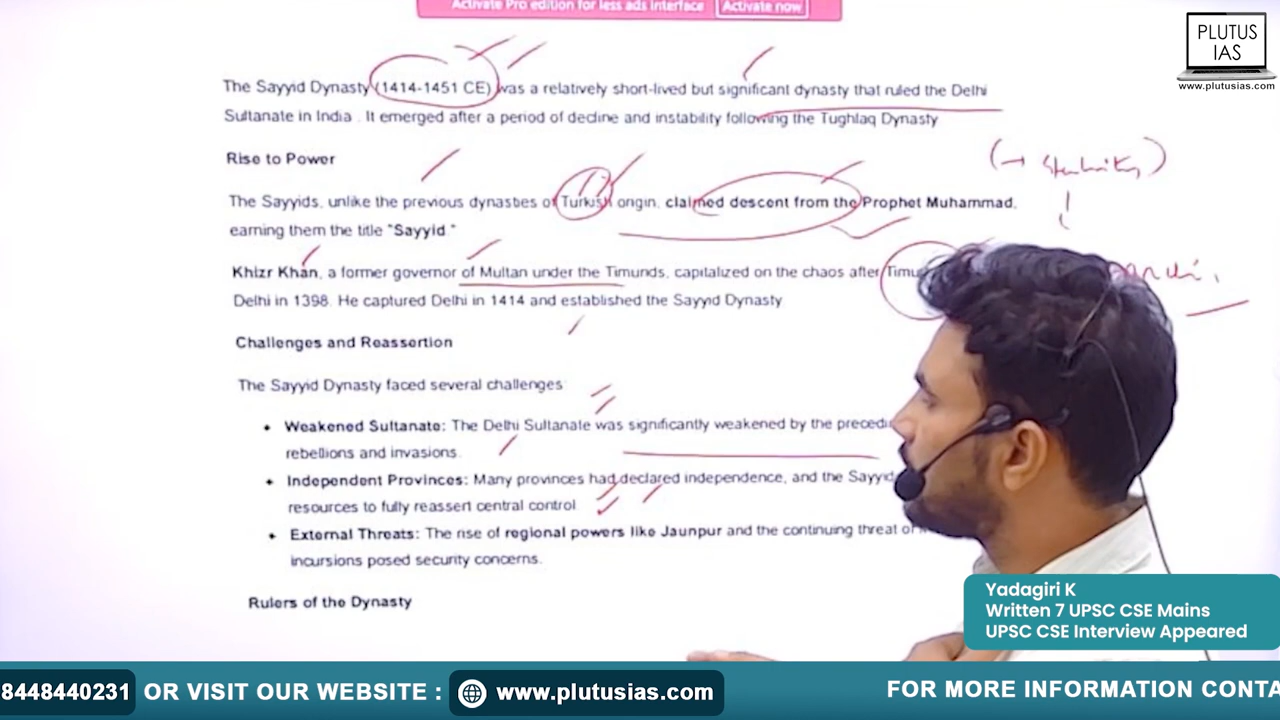 Activate Pro edition for less ads interface Activate now
PLUTUS
IAS
www.plutusias.com
The Sayyid Dynasty (1414-1451 CE) was a relatively short-lived but significant dynasty that ruled the Delhi
Sultanate in India . It emerged after a period of decline and instability following the Tughlaq Dynasty
Rise to Power
The Sayyids, unlike the previous dynasties of Turkish origin, claimed descent from the Prophet Muhammad,
earning them the title "Sayyid."
Khizr Khan, a former governor of Multan under the Timurids, capitalized on the chaos after
Delhi in 1398. He captured Delhi in 1414 and established the Sayyid Dynasty
Challenges and Reassertion
The Sayyid Dynasty faced several challenges
• Weakened Sultanate: The Delhi Sultanate was significantly weakened by the
rebellions and invasions.
• Independent Provinces: Many provinces had declared independence, and the
resources to fully reassert central control
• External Threats: The rise of regional powers like Jaunpur and the continuing threat of
incursions posed security concerns.
Rulers of the Dynasty
Yadagiri K
Written 7 UPSC CSE Mains
UPSC CSE Interview Appeared
8448440231 OR VISIT OUR WEBSITE : www.plutusias.com FOR MORE INFORMATION CONTA